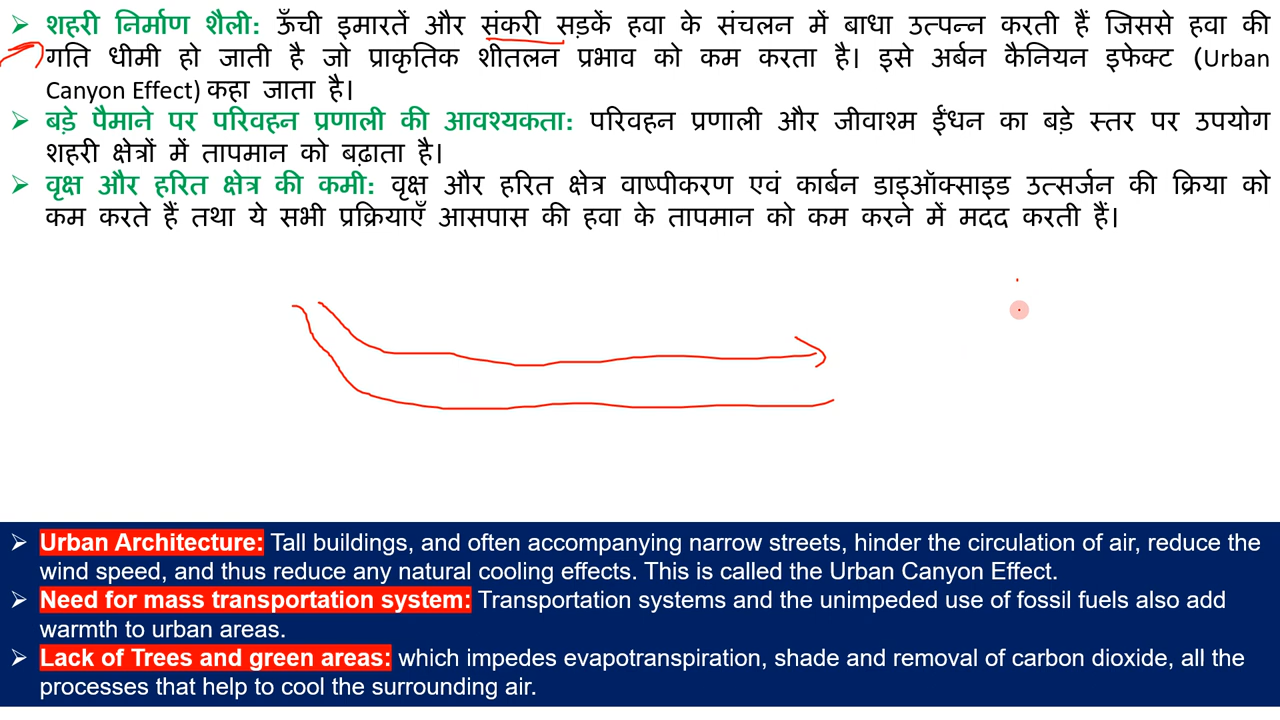 ➢ शहरी निर्माण शैली: ऊँची इमारतें और संकरी सड़कें हवा के संचलन में बाधा उत्पन्न करती हैं जिससे हवा की
गति धीमी हो जाती है जो प्राकृतिक शीतलन प्रभाव को कम करता है। इसे अर्बन कैनियन इफेक्ट (Urban
Canyon Effect) कहा जाता है।
➢ बड़े पैमाने पर परिवहन प्रणाली की आवश्यकता: परिवहन प्रणाली और जीवाश्म ईंधन का बड़े स्तर पर उपयोग
शहरी क्षेत्रों में तापमान को बढ़ाता है।
➢ वृक्ष और हरित क्षेत्र की कमी: वृक्ष और हरित क्षेत्र वाष्पीकरण एवं कार्बन डाइऑक्साइड उत्सर्जन की क्रिया को
कम करते हैं तथा ये सभी प्रक्रियाएँ आसपास की हवा के तापमान को कम करने में मदद करती हैं।
➢ Urban Architecture: Tall buildings, and often accompanying narrow streets, hinder the circulation of air, reduce the
wind speed, and thus reduce any natural cooling effects. This is called the Urban Canyon Effect.
➢ Need for mass transportation system: Transportation systems and the unimpeded use of fossil fuels also add
warmth to urban areas.
➢ Lack of Trees and green areas: which impedes evapotranspiration, shade and removal of carbon dioxide, all the
processes that help to cool the surrounding air.